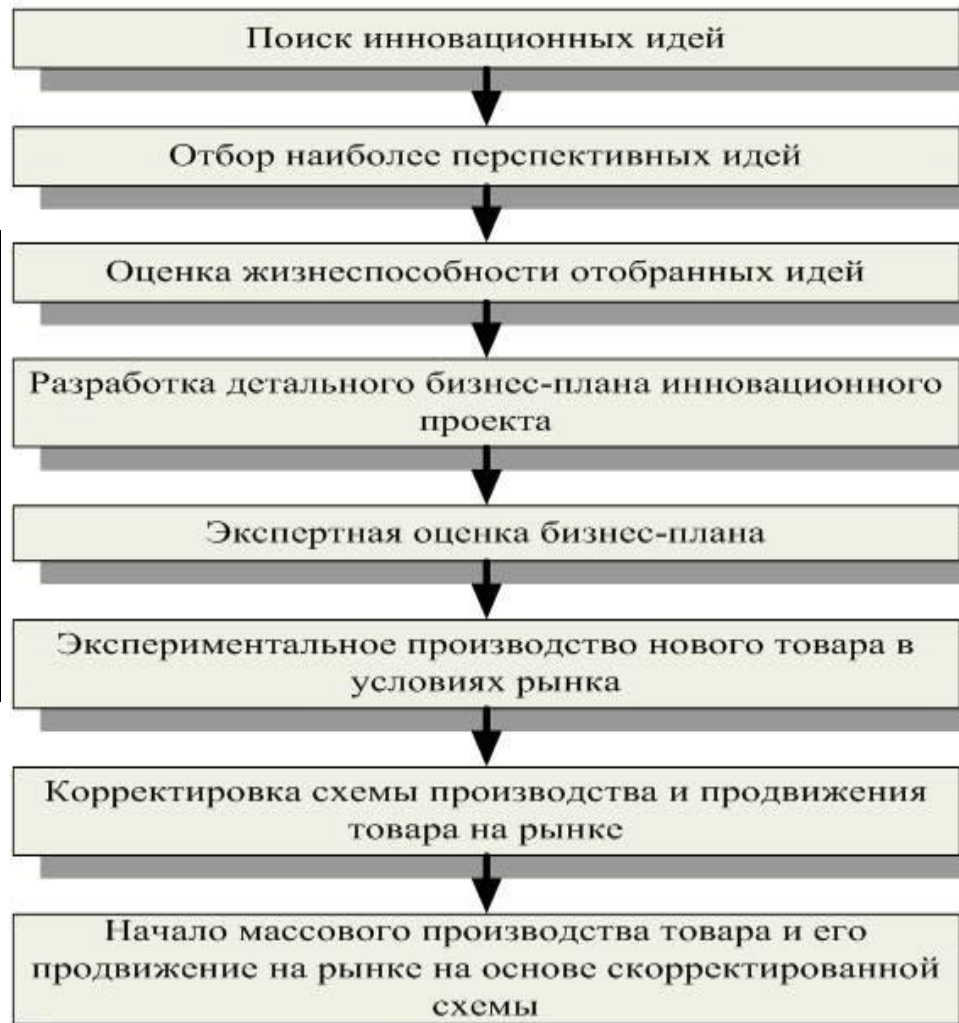 Поиск инновационных идей
Отбор наиболее перспективных идей
Оценка жизнеспособности отобранных идей
Разработка детального бизнес-плана инновационного
проекта
Экспертная оценка бизнес-плана
Экспериментальное производство нового товара в
условиях рынка
Корректировка схемы производства и продвижения
товара на рынке
Начало массового производства товара и его
продвижение на рынке на основе скорректированной
схемы